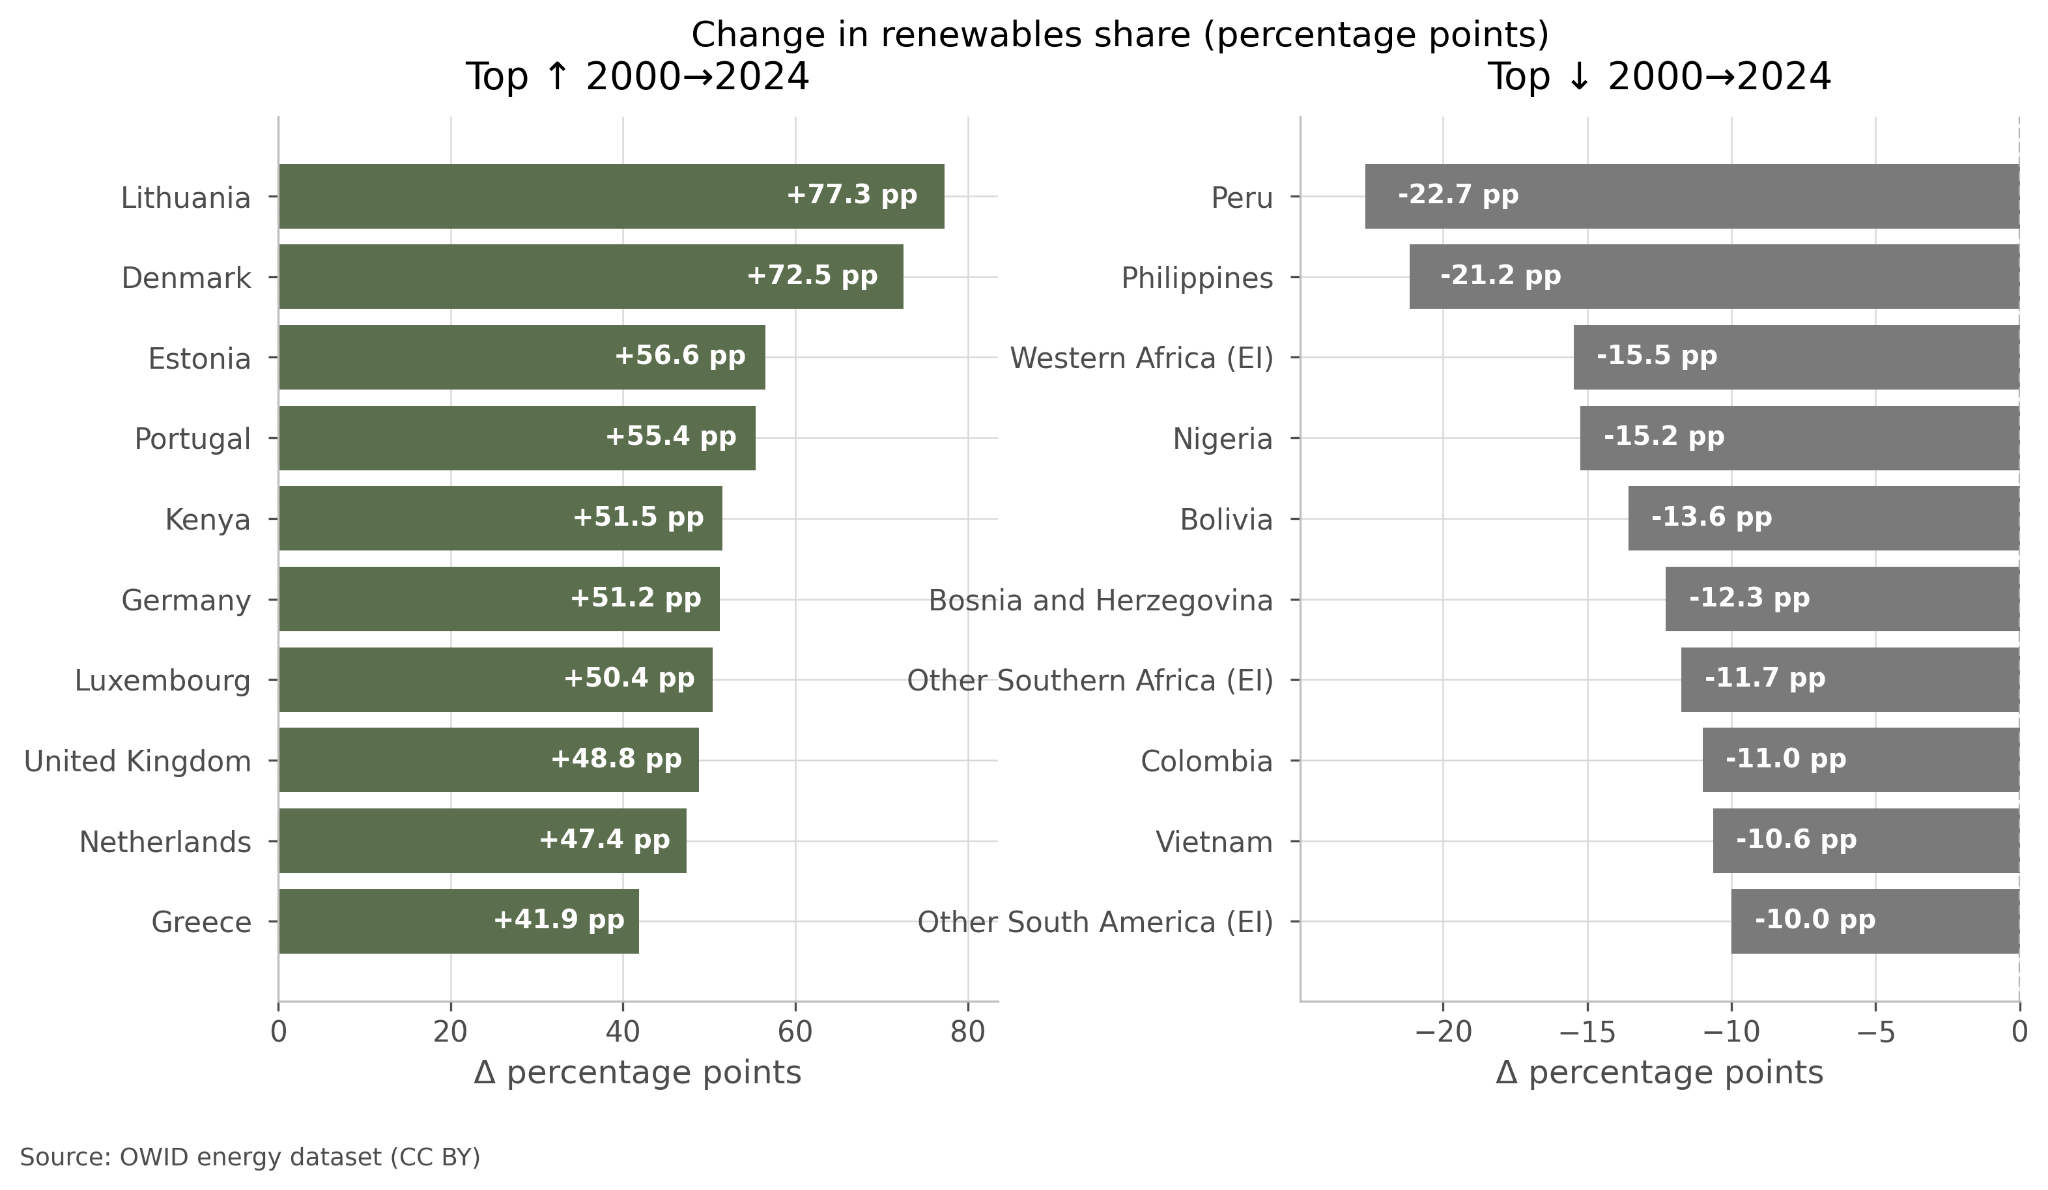 Change in renewables share (percentage points)
Top ↑ 2000→2024
Lithuania +77.3 pp
Denmark +72.5 pp
Estonia +56.6 pp
Portugal +55.4 pp
Kenya +51.5 pp
Germany +51.2 pp
Luxembourg +50.4 pp
United Kingdom +48.8 pp
Netherlands +47.4 pp
Greece +41.9 pp
0 20 40 60 80
Δ percentage points
Top ↓ 2000→2024
Peru -22.7 pp
Philippines -21.2 pp
Western Africa (EI) -15.5 pp
Nigeria -15.2 pp
Bolivia -13.6 pp
Bosnia and Herzegovina -12.3 pp
Other Southern Africa (EI) -11.7 pp
Colombia -11.0 pp
Vietnam -10.6 pp
Other South America (EI) -10.0 pp
−20 −15 −10 −5 0
Δ percentage points
Source: OWID energy dataset (CC BY)